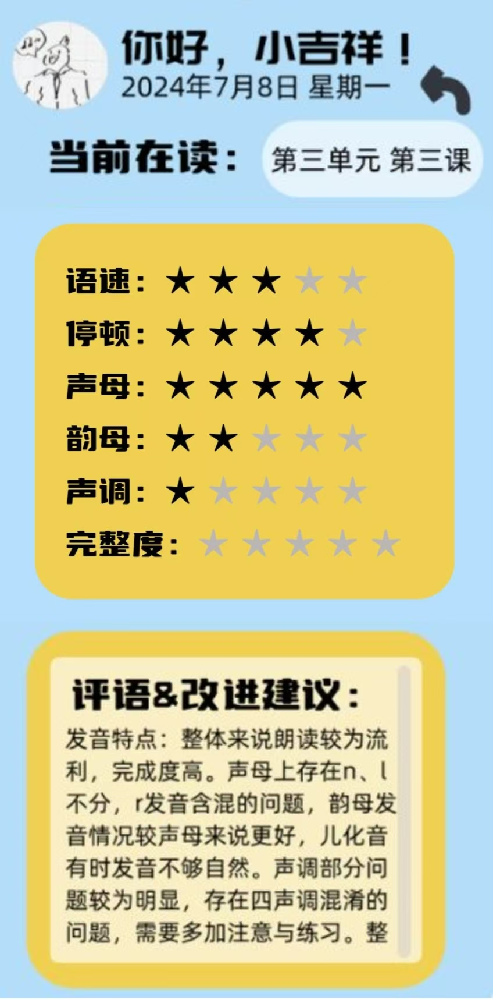 你好，小吉祥！
2024年7月8日 星期一
当前在读：
第三单元 第三课
语速：★★★★★
停顿：★★★★★
声母：★★★★★
韵母：★★★★★
声调：★★★★★
完整度：★★★★★
评语&改进建议：
发音特点：整体来说朗读较为流
利，完成度高。声母上存在n、l
不分，r发音含混的问题，韵母发
音情况较声母来说更好，儿化音
有时发音不够自然。声调部分问
题较为明显，存在四声调混淆的
问题，需要多加注意与练习。整